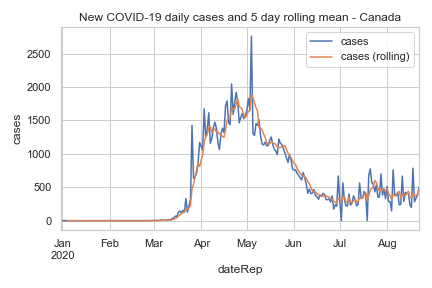 New COVID-19 daily cases and 5 day rolling mean - Canada
cases
cases (rolling)
2500
2000
1500
1000
500
0
cases
Jan Feb Mar Apr May Jun Jul Aug
2020
dateRep